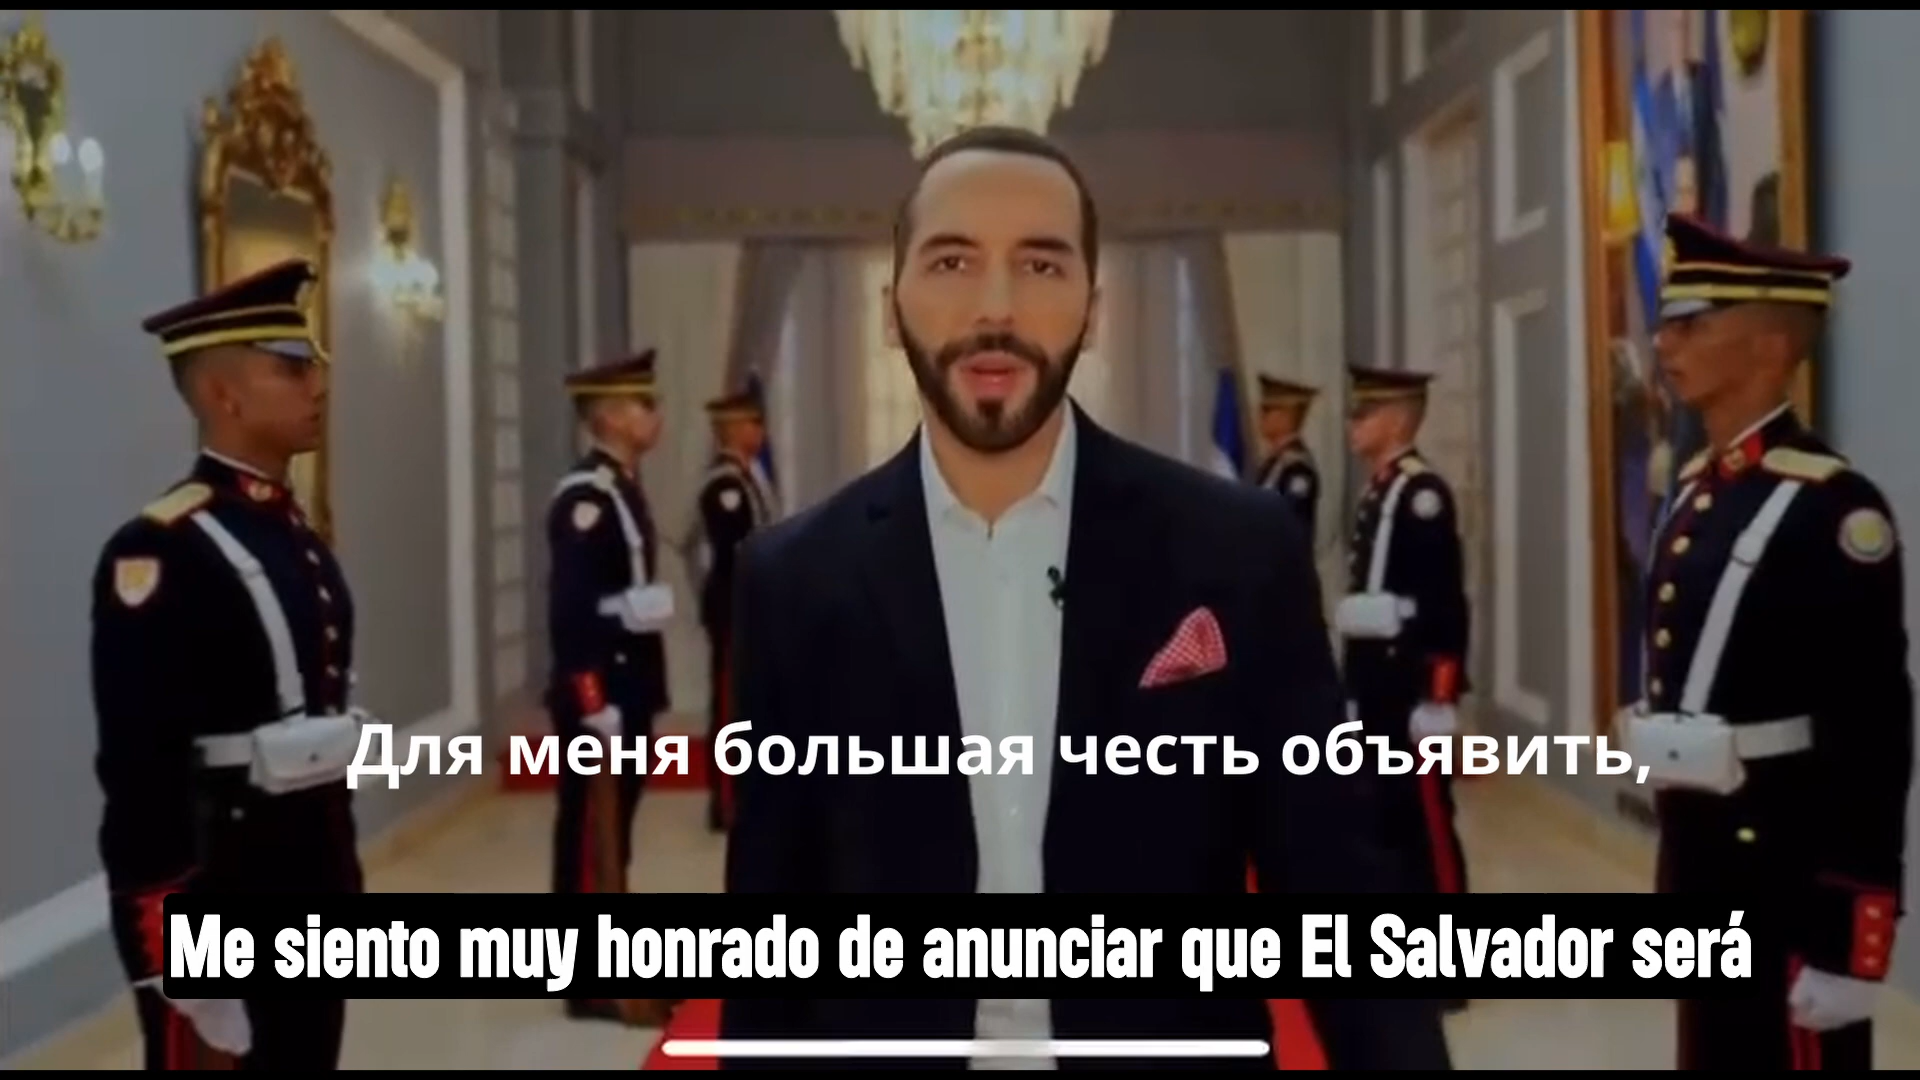 Для меня большая честь объявить,
Me siento muy honrado de anunciar que El Salvador será